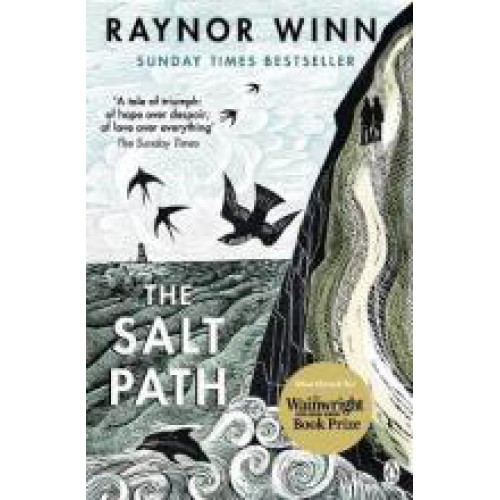 RAYNOR WINN
SUNDAY TIMES BESTSELLER
'A tale of triumph:
of hope over despair,
of love over everything'
The Sunday Times
THE
SALT
PATH
Wainwright
Book Prize